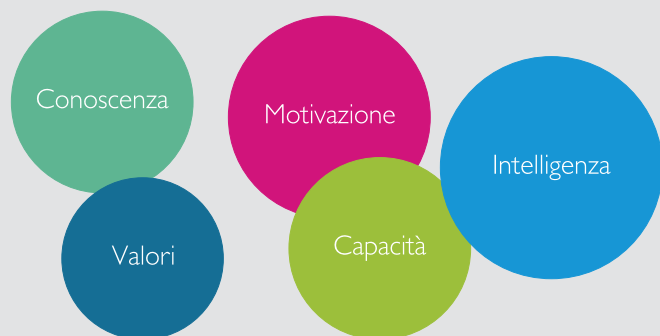 Conoscenza
Motivazione
Intelligenza
Valori
Capacità